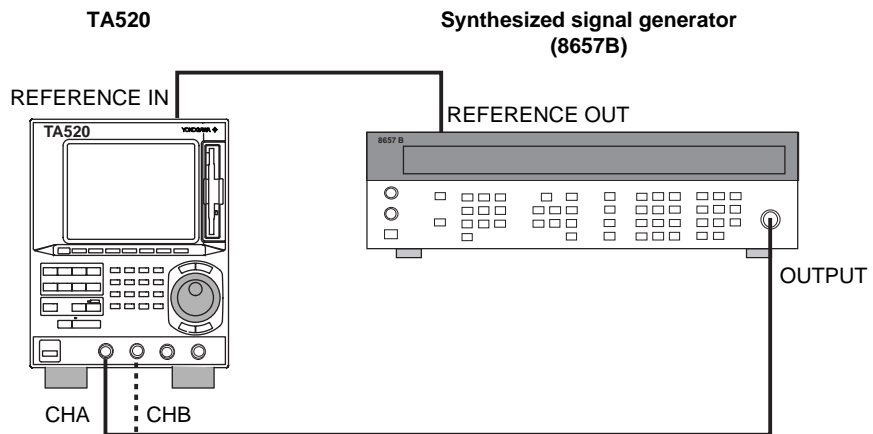 TA520
Synthesized signal generator
(8657B)
REFERENCE IN
REFERENCE OUT
TA520
YOKOGAWA
8657 B
OUTPUT
CHA
CHB